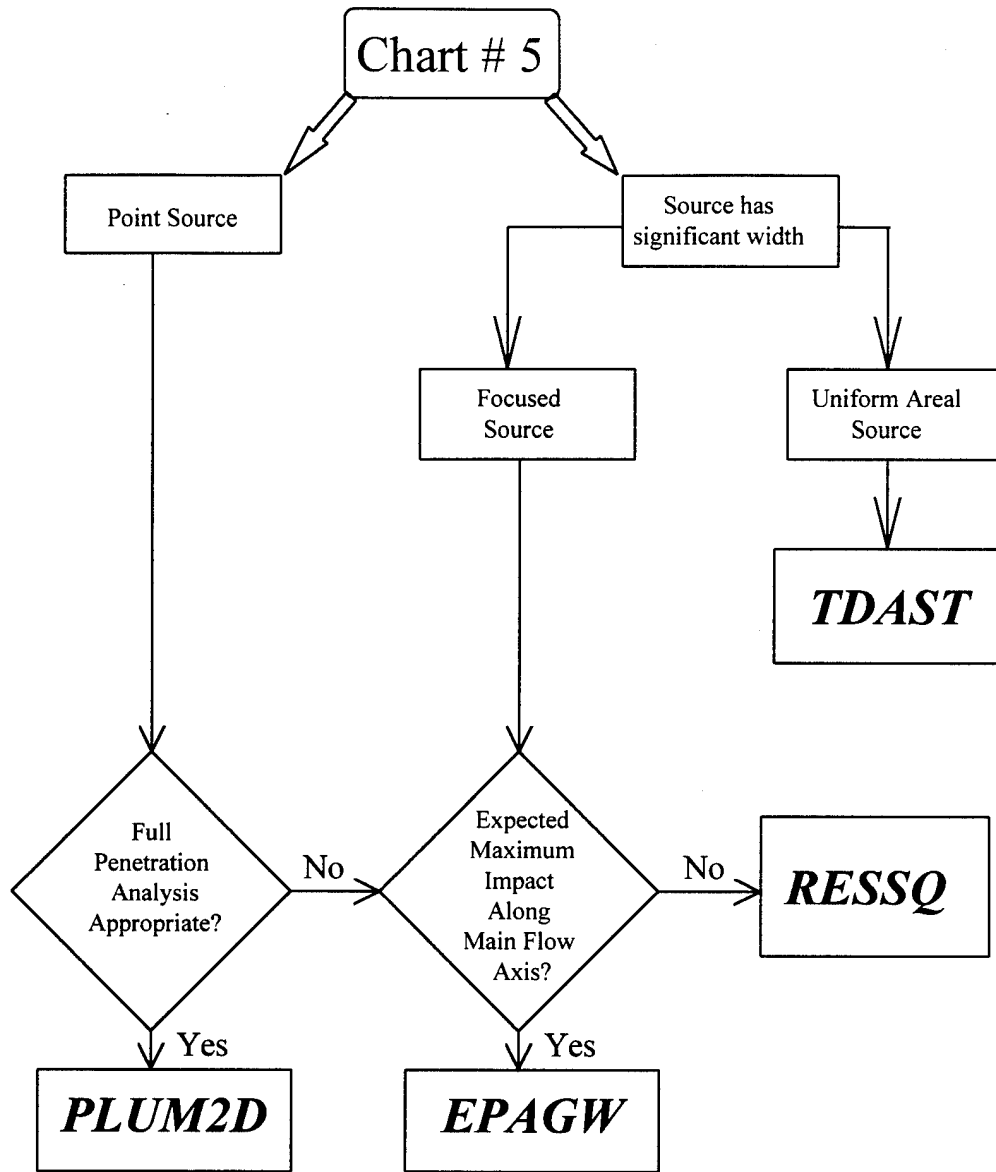 Chart # 5
Point Source
Source has
significant width
Focused
Source
Uniform Areal
Source
TDAST
Full
Penetration
Analysis
Appropriate?
No
Expected
Maximum
Impact
Along
Main Flow
Axis?
No
RESSQ
Yes
Yes
PLUM2D
EPAGW